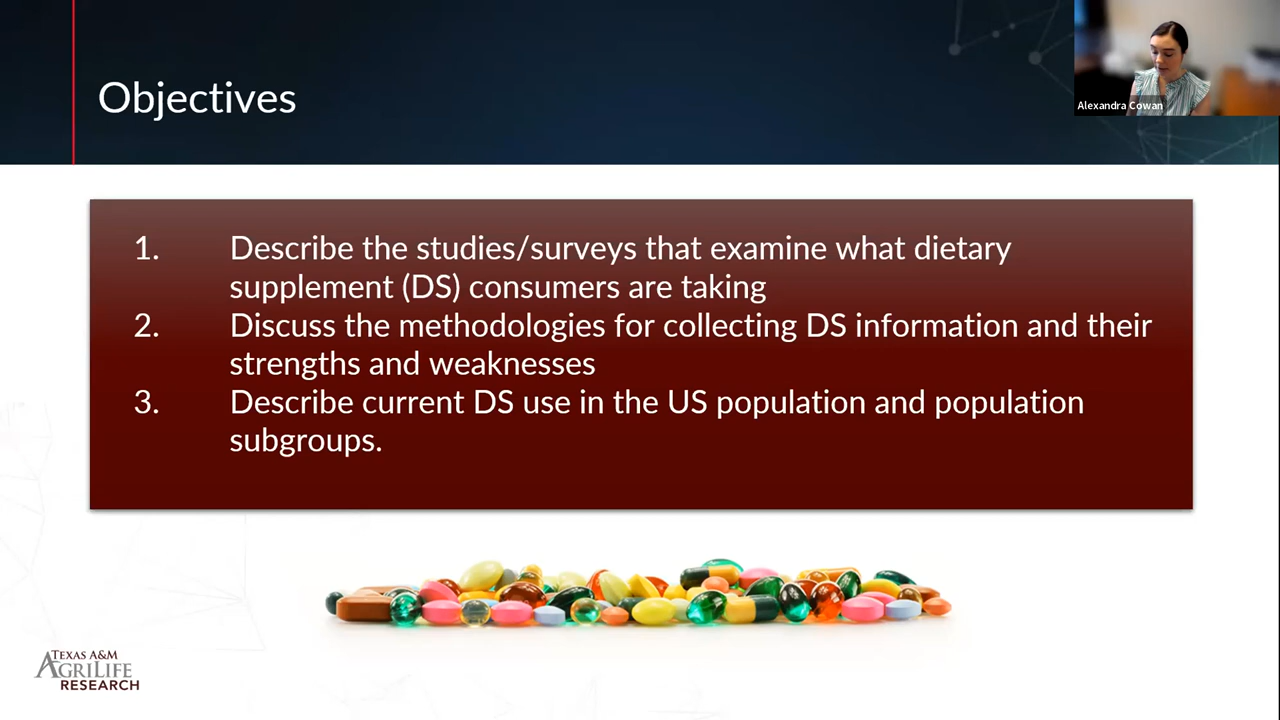 Objectives
Alexandra Cowan
1. Describe the studies/surveys that examine what dietary
supplement (DS) consumers are taking
2. Discuss the methodologies for collecting DS information and their
strengths and weaknesses
3. Describe current DS use in the US population and population
subgroups.
TEXAS A&M
AGRILIFE
RESEARCH